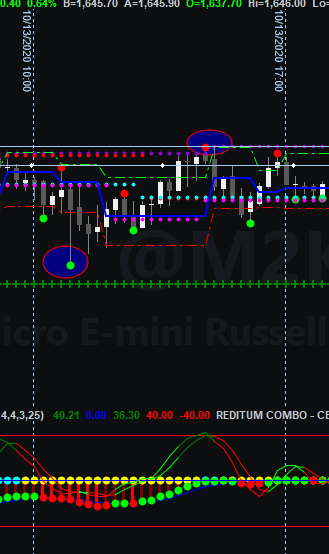 0.40 0.64% B=1,645.70 A=1,645.90 O=1,637.70 Hi=1,646.00 Lo=
10/13/2020 10:00
10/13/2020 17:00
@M2K
icro E-mini Russell
4,4,3,25) 40.21 0.00 36.30 40.00 -40.00 REDITUM COMBO - CE